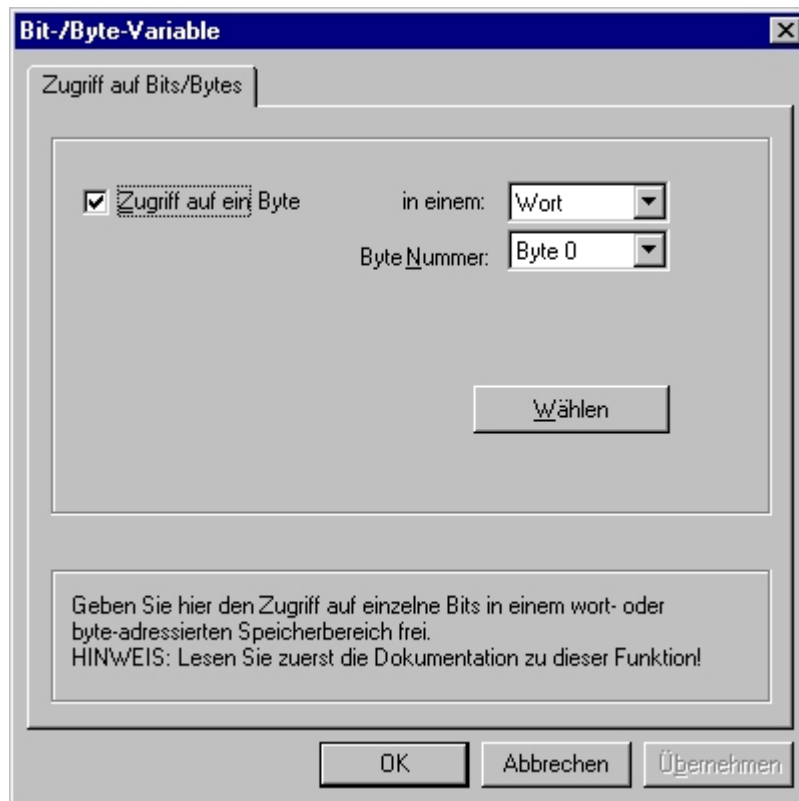 Bit-/Byte-Variable
Zugriff auf Bits/Bytes
Zugriff auf ein Byte in einem: Wort
Byte Nummer: Byte 0
Wählen
Geben Sie hier den Zugriff auf einzelne Bits in einem wort- oder
byte-adressierten Speicherbereich frei.
HINWEIS: Lesen Sie zuerst die Dokumentation zu dieser Funktion!
OK Abbrechen Übernehmen